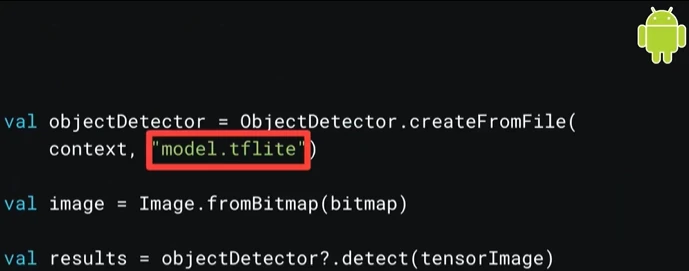 val objectDetector = ObjectDetector.createFromFile(
    context, "model.tflite")
val image = Image.fromBitmap(bitmap)
val results = objectDetector?.detect(tensorImage)